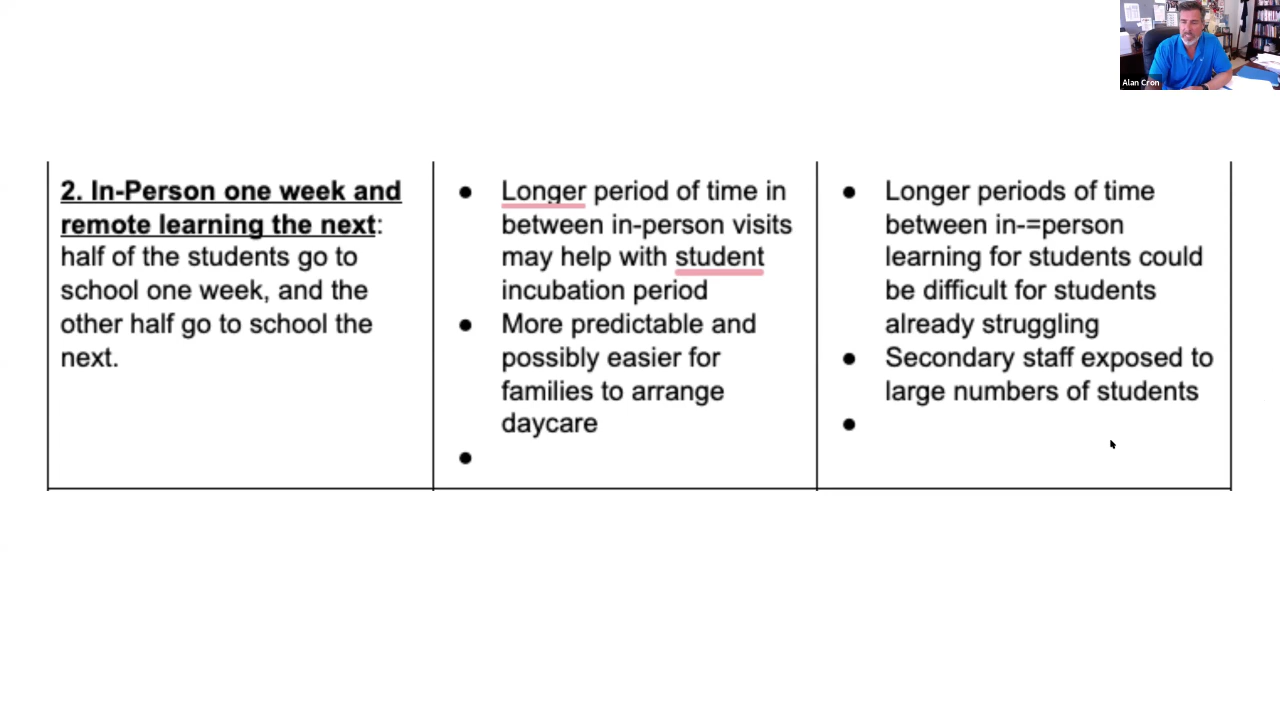 Alan Cron
2. In-Person one week and
remote learning the next:
half of the students go to
school one week, and the
other half go to school the
next.
● Longer period of time in
between in-person visits
may help with student
incubation period
● More predictable and
possibly easier for
families to arrange
daycare
●
● Longer periods of time
between in-=person
learning for students could
be difficult for students
already struggling
● Secondary staff exposed to
large numbers of students
●